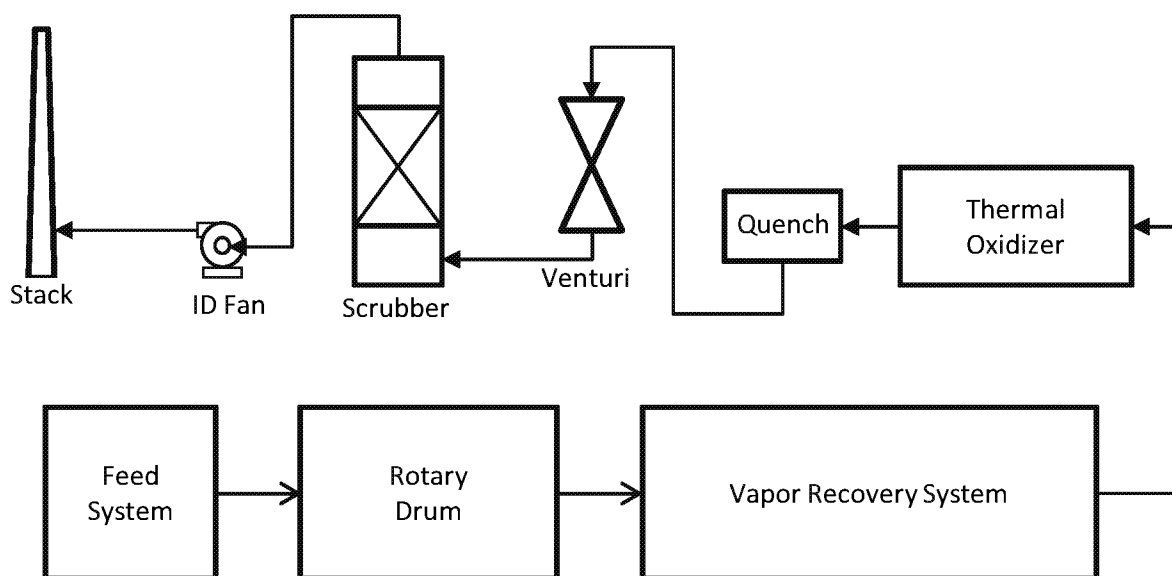 Stack
ID Fan
Scrubber
Venturi
Quench
Thermal
Oxidizer
Feed
System
Rotary
Drum
Vapor Recovery System